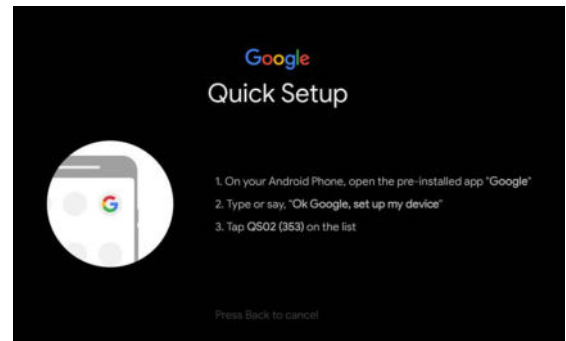 Google
Quick Setup
G
1. On your Android Phone, open the pre-installed app "Google"
2. Type or say, "Ok Google, set up my device"
3. Tap QS02 (353) on the list
Press Back to cancel